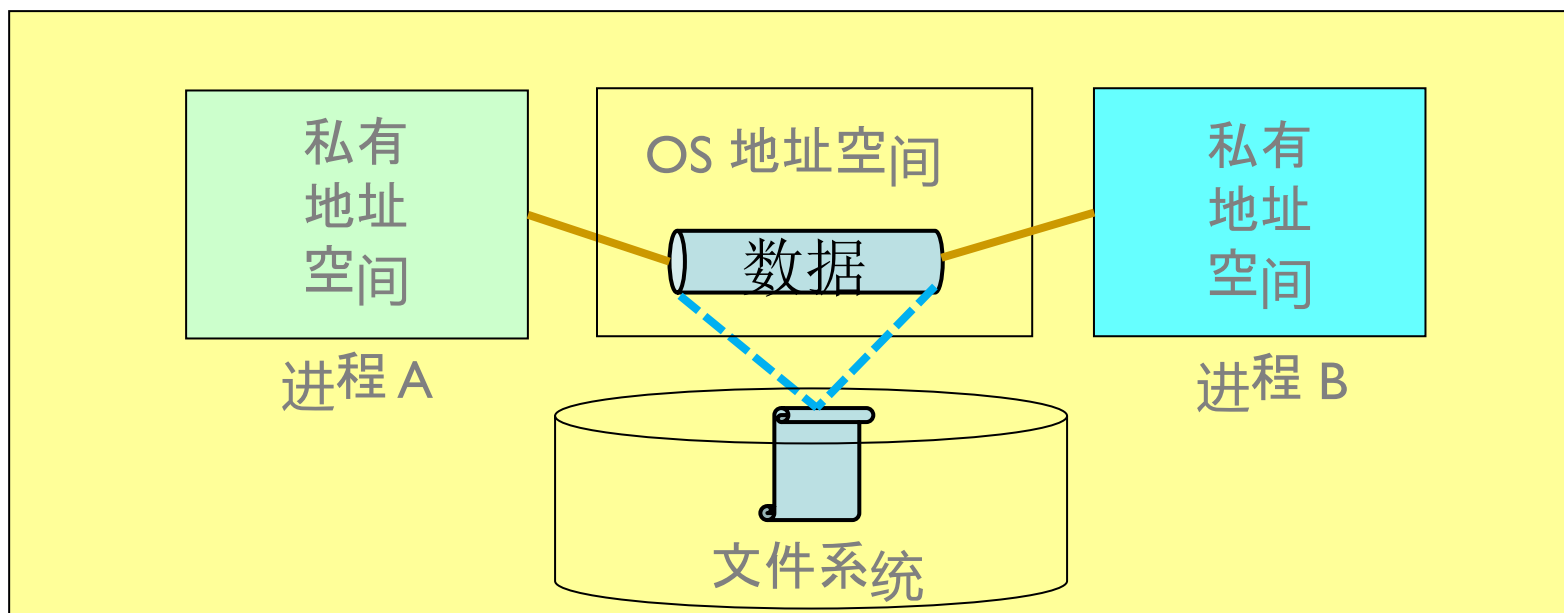 私有
地址
空间
进程 A
OS 地址空间
数据
私有
地址
空间
进程 B
文件系统